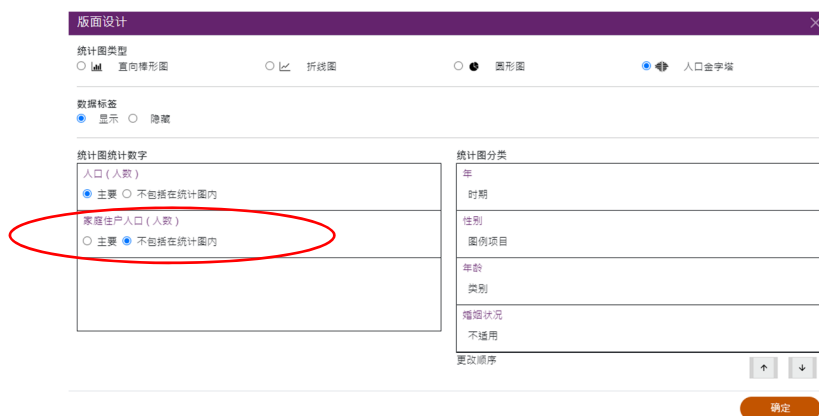 版面设计
统计图类型
直向棒形图
折线图
圆形图
人口金字塔
数据标签
显示
隐藏
统计图统计数字
人口(人数)
主要 不包括在统计图内
家庭住户人口(人数)
主要 不包括在统计图内
统计图分类
年
时期
性别
图例项目
年龄
类别
婚姻状况
不适用
更改顺序
确定